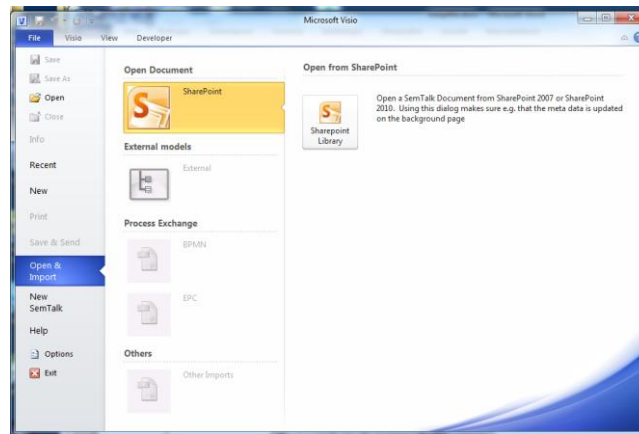 Microsoft Visio
File Visio View Developer
Save
Save As
Open
Close
Info
Recent
New
Print
Save & Send
Open &
Import
New
SemTalk
Help
Options
Exit
Open Document
SharePoint
External models
External
Process Exchange
BPMN
EPC
Others
Other Imports
Open from SharePoint
Sharepoint
Library
Open a SemTalk Document from SharePoint 2007 or SharePoint
2010. Using this dialog makes sure e.g. that the meta data is updated
on the background page